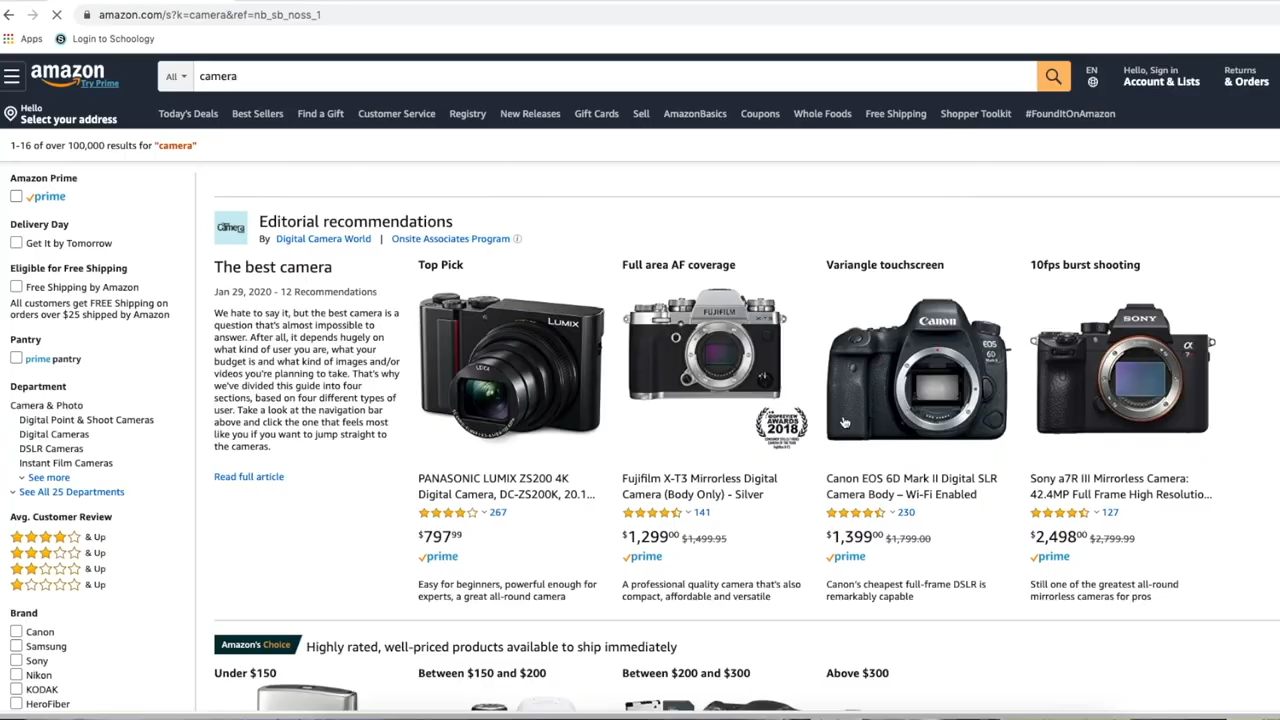 amazon.com/s?k=camera&ref=nb_sb_noss_1
Apps
S Login to Schoology
amazon
Try Prime
All
camera
EN
Hello, Sign in
Account & Lists
Returns
& Orders
Hello
Select your address
Today's Deals Best Sellers Find a Gift Customer Service Registry New Releases Gift Cards Sell AmazonBasics Coupons Whole Foods Free Shipping Shopper Toolkit #FoundItOnAmazon
1-16 of over 100,000 results for "camera"
Amazon Prime
prime
Delivery Day
Get It by Tomorrow
Eligible for Free Shipping
Free Shipping by Amazon
All customers get FREE Shipping on
orders over $25 shipped by Amazon
Pantry
prime pantry
Department
Camera & Photo
Digital Point & Shoot Cameras
Digital Cameras
DSLR Cameras
Instant Film Cameras
See more
See All 25 Departments
Avg. Customer Review
& Up
& Up
& Up
& Up
Brand
Canon
Samsung
Sony
Nikon
KODAK
HeroFiber
Camera
Editorial recommendations
By Digital Camera World | Onsite Associates Program
The best camera
Jan 29, 2020 - 12 Recommendations
We hate to say it, but the best camera is a
question that's almost impossible to
answer. After all, it depends hugely on
what kind of user you are, what your
budget is and what kind of images and/or
videos you're planning to take. That's why
we've divided this guide into four
sections, based on four different types of
user. Take a look at the navigation bar
above and click the one that feels most
like you if you want to jump straight to
the cameras.
Read full article
Top Pick
LUMIX
LEICA
PANASONIC LUMIX ZS200 4K
Digital Camera, DC-ZS200K, 20.1...
267
$79799
prime
Easy for beginners, powerful enough for
experts, a great all-round camera
Full area AF coverage
FUJIFILM
X-T3
DPREVIEW
AWARDS
2018
Fujifilm X-T3 Mirrorless Digital
Camera (Body Only) - Silver
141
$1,29900 $1,499.95
prime
A professional quality camera that's also
compact, affordable and versatile
Variangle touchscreen
Canon
EOS
6D
Canon EOS 6D Mark II Digital SLR
Camera Body – Wi-Fi Enabled
230
$1,39900 $1,799.00
prime
Canon's cheapest full-frame DSLR is
remarkably capable
10fps burst shooting
SONY
α
7
Sony a7R III Mirrorless Camera:
42.4MP Full Frame High Resolutio...
127
$2,49800 $2,799.99
prime
Still one of the greatest all-round
mirrorless cameras for pros
Amazon's Choice
Highly rated, well-priced products available to ship immediately
Under $150
Between $150 and $200
Between $200 and $300
Above $300